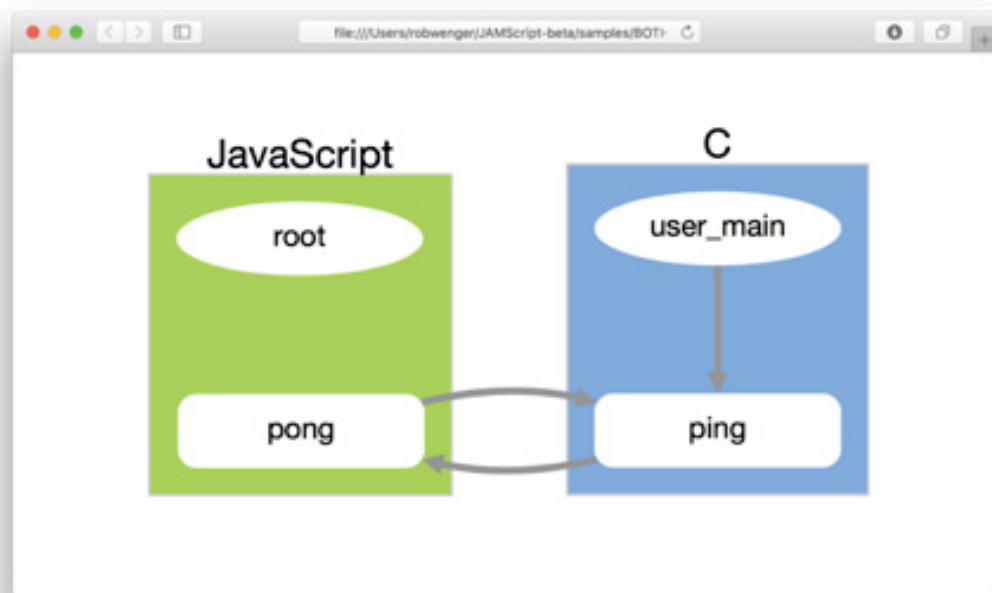 file:///Users/robwenger/JAMScript-beta/samples/BOTH
JavaScript
C
root
user_main
pong
ping